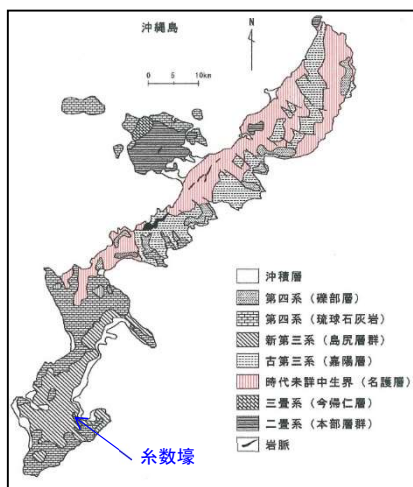 沖縄島
N
0 5 10km
沖積層
第四系（礫部層）
第四系（琉球石灰岩）
新第三系（島尻層群）
古第三系（嘉陽層）
時代未詳中生界（名護層）
三畳系（今帰仁層）
二畳系（本部層群）
岩脈
糸数壕